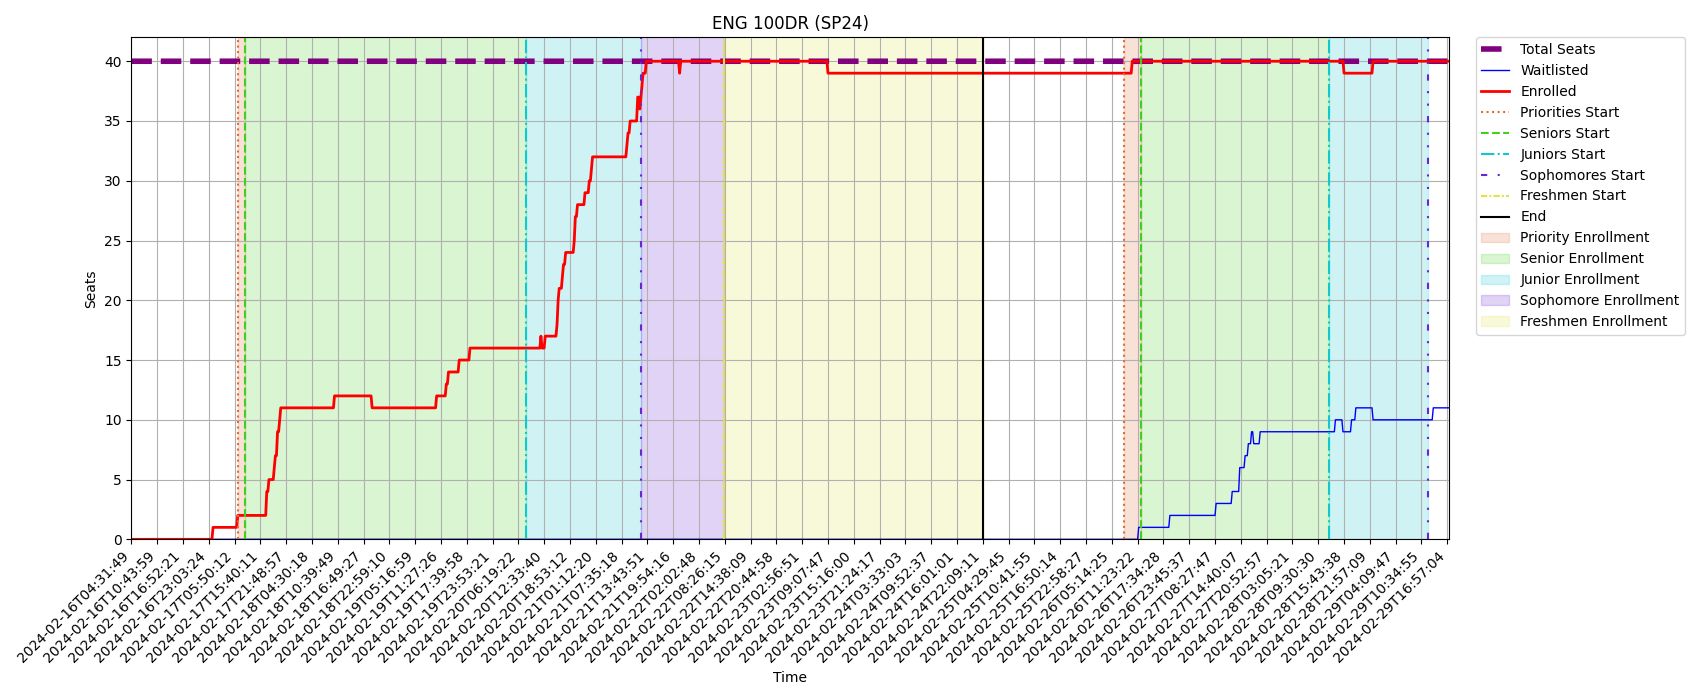 ENG 100DR (SP24)
Seats
40
35
30
25
20
15
10
5
0
2024-02-16T04:31:49
2024-02-16T10:43:59
2024-02-16T16:52:21
2024-02-16T23:03:24
2024-02-17T05:50:12
2024-02-17T15:40:11
2024-02-17T21:48:57
2024-02-18T04:30:18
2024-02-18T10:39:49
2024-02-18T16:49:27
2024-02-18T22:59:10
2024-02-19T05:16:59
2024-02-19T11:27:26
2024-02-19T17:39:58
2024-02-19T23:53:21
2024-02-20T06:19:22
2024-02-20T12:33:40
2024-02-20T18:53:12
2024-02-21T01:12:20
2024-02-21T07:35:18
2024-02-21T13:43:51
2024-02-21T19:54:16
2024-02-22T02:02:48
2024-02-22T08:26:15
2024-02-22T14:38:09
2024-02-22T20:44:58
2024-02-23T02:56:51
2024-02-23T09:07:47
2024-02-23T15:16:00
2024-02-23T21:24:17
2024-02-24T03:33:03
2024-02-24T09:52:37
2024-02-24T16:01:01
2024-02-24T22:09:11
2024-02-25T04:29:45
2024-02-25T10:41:55
2024-02-25T16:50:14
2024-02-25T22:58:27
2024-02-26T05:14:25
2024-02-26T11:23:22
2024-02-26T17:34:28
2024-02-26T23:45:37
2024-02-27T08:27:47
2024-02-27T14:40:07
2024-02-27T20:52:57
2024-02-28T03:05:21
2024-02-28T09:30:30
2024-02-28T15:43:38
2024-02-28T21:57:09
2024-02-29T04:09:47
2024-02-29T10:34:55
2024-02-29T16:57:04
Time
Total Seats
Waitlisted
Enrolled
Priorities Start
Seniors Start
Juniors Start
Sophomores Start
Freshmen Start
End
Priority Enrollment
Senior Enrollment
Junior Enrollment
Sophomore Enrollment
Freshmen Enrollment